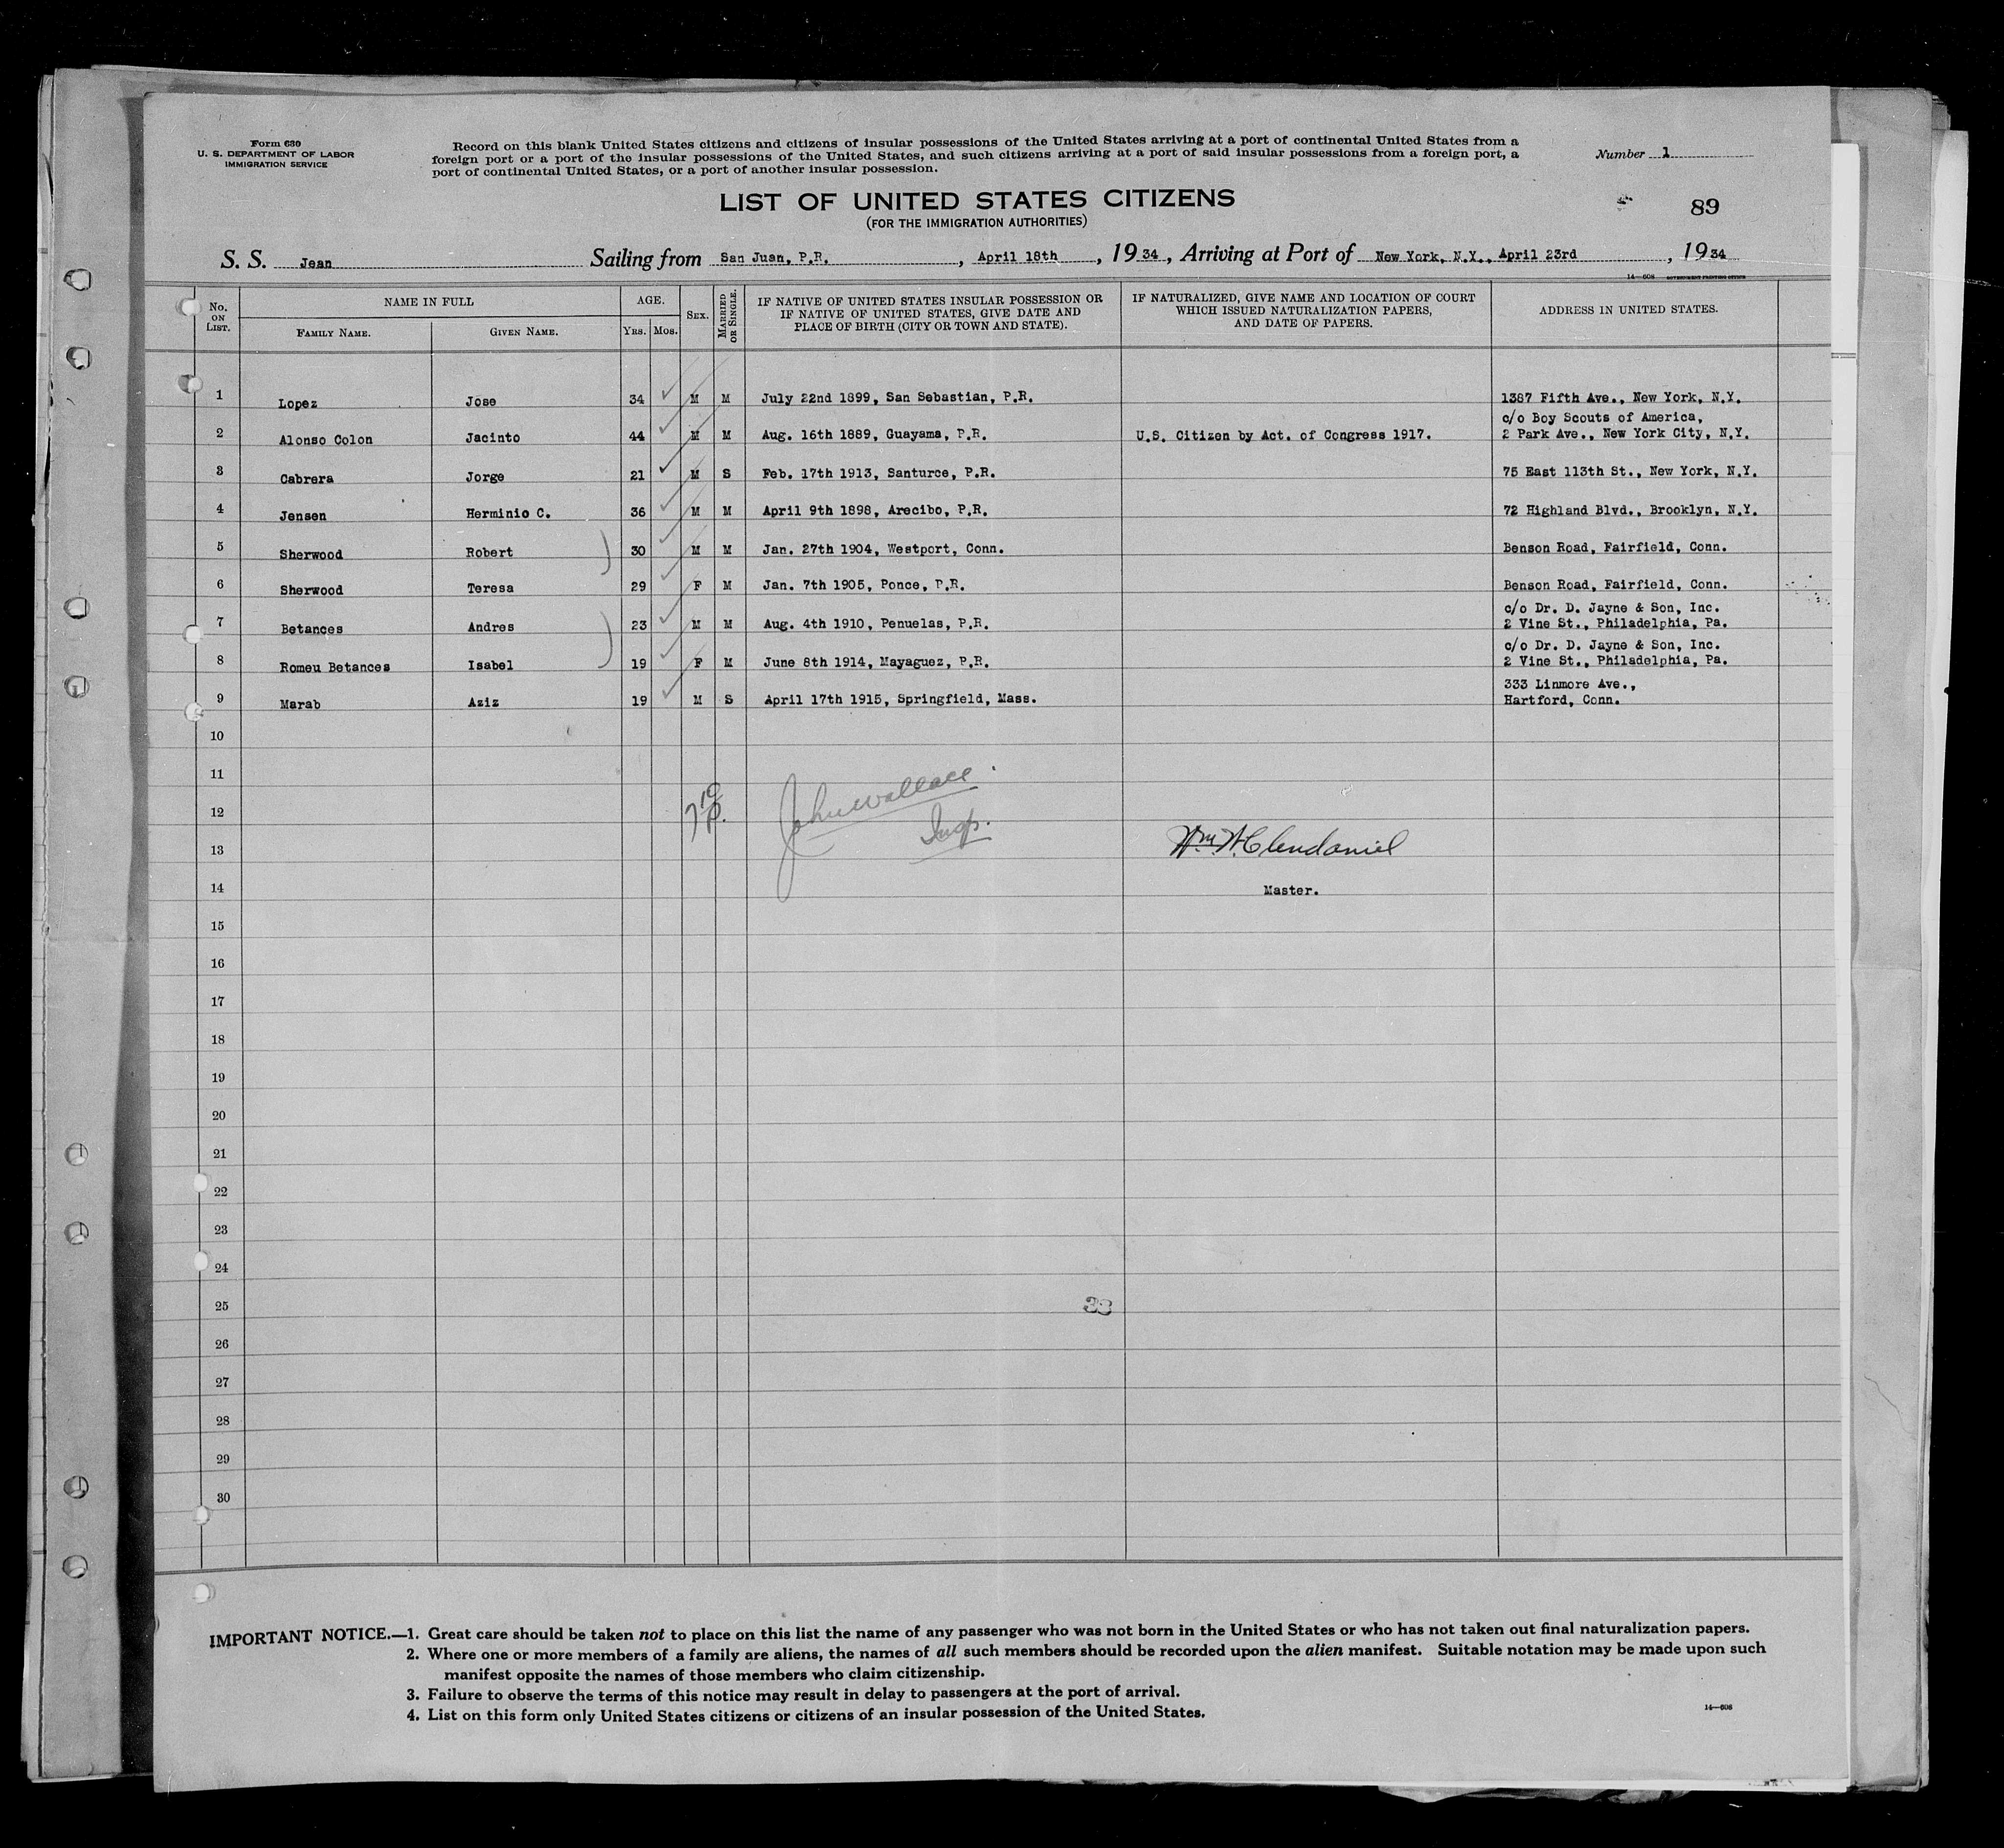 Form 630
U. S. DEPARTMENT OF LABOR
IMMIGRATION SERVICE
Record on this blank United States citizens and citizens of insular possessions of the United States arriving at a port of continental United States from a
foreign port or a port of the insular possessions of the United States, and such citizens arriving at a port of said insular possessions from a foreign port, a
port of continental United States, or a port of another insular possession.
Number 1
LIST OF UNITED STATES CITIZENS
(FOR THE IMMIGRATION AUTHORITIES)
89
S. S. Jean Sailing from San Juan, P.R. , April 18th , 1934 , Arriving at Port of New York, N.Y., April 23rd , 1934
14—608 GOVERNMENT PRINTING OFFICE
No. ON LIST. NAME IN FULL FAMILY NAME. GIVEN NAME. AGE. YRS. MOS. SEX. MARRIED OR SINGLE. IF NATIVE OF UNITED STATES INSULAR POSSESSION OR IF NATIVE OF UNITED STATES, GIVE DATE AND PLACE OF BIRTH (CITY OR TOWN AND STATE). IF NATURALIZED, GIVE NAME AND LOCATION OF COURT WHICH ISSUED NATURALIZATION PAPERS, AND DATE OF PAPERS. ADDRESS IN UNITED STATES.
1 Lopez Jose 34 M M July 22nd 1899, San Sebastian, P.R. 1387 Fifth Ave., New York, N.Y.
c/o Boy Scouts of America,
2 Alonso Colon Jacinto 44 M M Aug. 16th 1889, Guayama, P.R. U.S. Citizen by Act. of Congress 1917. 2 Park Ave., New York City, N.Y.
3 Cabrera Jorge 21 M S Feb. 17th 1913, Santurce, P.R. 75 East 113th St., New York, N.Y.
4 Jensen Herminio C. 36 M M April 9th 1898, Arecibo, P.R. 72 Highland Blvd., Brooklyn, N.Y.
5 Sherwood Robert 30 M M Jan. 27th 1904, Westport, Conn. Benson Road, Fairfield, Conn.
6 Sherwood Teresa 29 F M Jan. 7th 1905, Ponce, P.R. Benson Road, Fairfield, Conn.
c/o Dr. D. Jayne & Son, Inc.
7 Betances Andres 23 M M Aug. 4th 1910, Penuelas, P.R. 2 Vine St., Philadelphia, Pa.
c/o Dr. D. Jayne & Son, Inc.
8 Romeu Betances Isabel 19 F M June 8th 1914, Mayaguez, P.R. 2 Vine St., Philadelphia, Pa.
333 Linmore Ave.,
9 Marab Aziz 19 M S April 17th 1915, Springfield, Mass. Hartford, Conn.
10
11
John Wallace
12
Insp.
13 Wm. H. Clendaniel
14 Master.
15
16
17
18
19
20
21
22
23
24
25 33
26
27
28
29
30
IMPORTANT NOTICE.—1. Great care should be taken not to place on this list the name of any passenger who was not born in the United States or who has not taken out final naturalization papers.
2. Where one or more members of a family are aliens, the names of all such members should be recorded upon the alien manifest. Suitable notation may be made upon such
manifest opposite the names of those members who claim citizenship.
3. Failure to observe the terms of this notice may result in delay to passengers at the port of arrival.
4. List on this form only United States citizens or citizens of an insular possession of the United States.
14—608